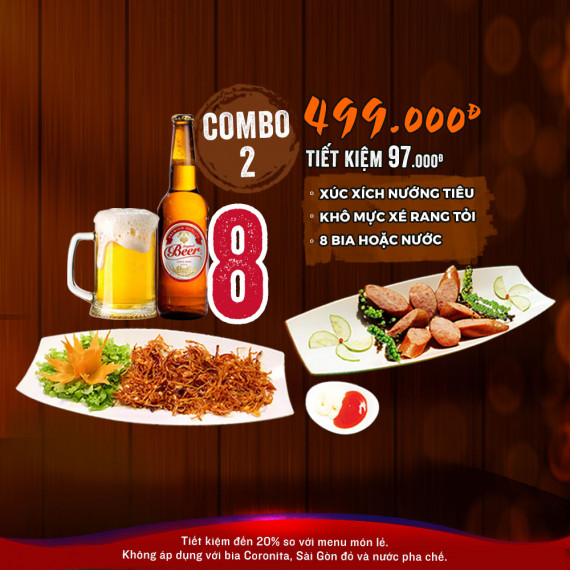 COMBO
2
499.000Đ
TIẾT KIỆM 97.000Đ
XÚC XÍCH NƯỚNG TIÊU
KHÔ MỰC XÉ RANG TỎI
8 BIA HOẶC NƯỚC
Beer
8
Tiết kiệm đến 20% so với menu món lẻ.
Không áp dụng với bia Coronita, Sài Gòn đỏ và nước pha chế.